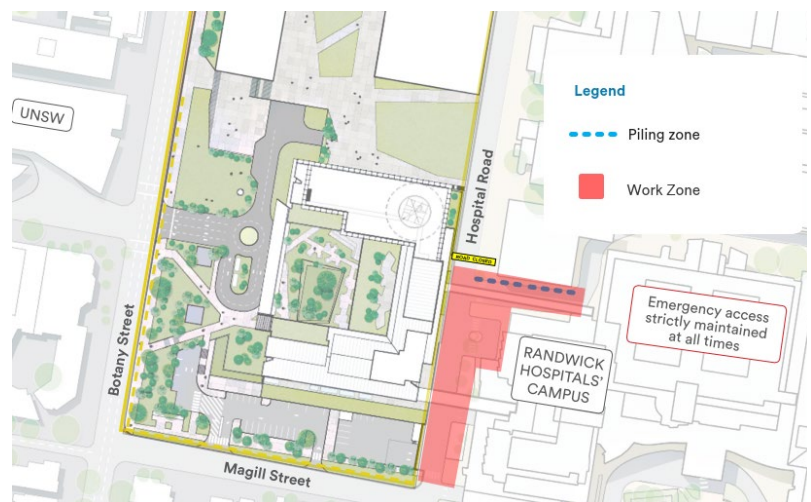 UNSW
Legend
Piling zone
Work Zone
Hospital Road
ROAD CLOSED
Emergency access
strictly maintained
at all times
RANDWICK
HOSPITALS'
CAMPUS
Botany Street
Magill Street